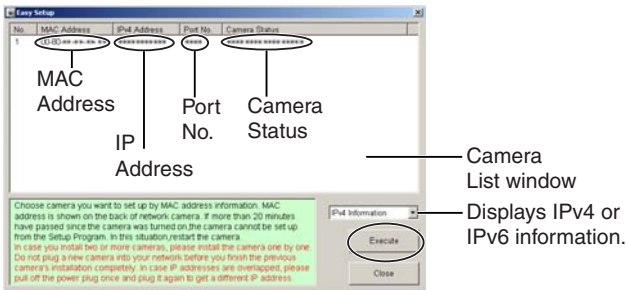 Easy Setup
No. MAC Address IPv4 Address Port No. Camera Status
1 00-80-**-**-**-**
MAC
Address
IP
Address
Port
No.
Camera
Status
Camera
List window
Choose camera you want to set up by MAC address information. MAC
address is shown on the back of network camera. If more than 20 minutes
have passed since the camera was turned on,the camera cannot be set up
from the Setup Program. In this situation,restart the camera.
In case you install two or more cameras, please install the camera one by one.
Do not plug a new camera into your network before you finish the previous
camera's installation completely. In case IP addresses are overlapped, please
pull off the power plug once and plug it again to get a different IP address.
IPv4 Information
Displays IPv4 or
IPv6 information.
Execute
Close